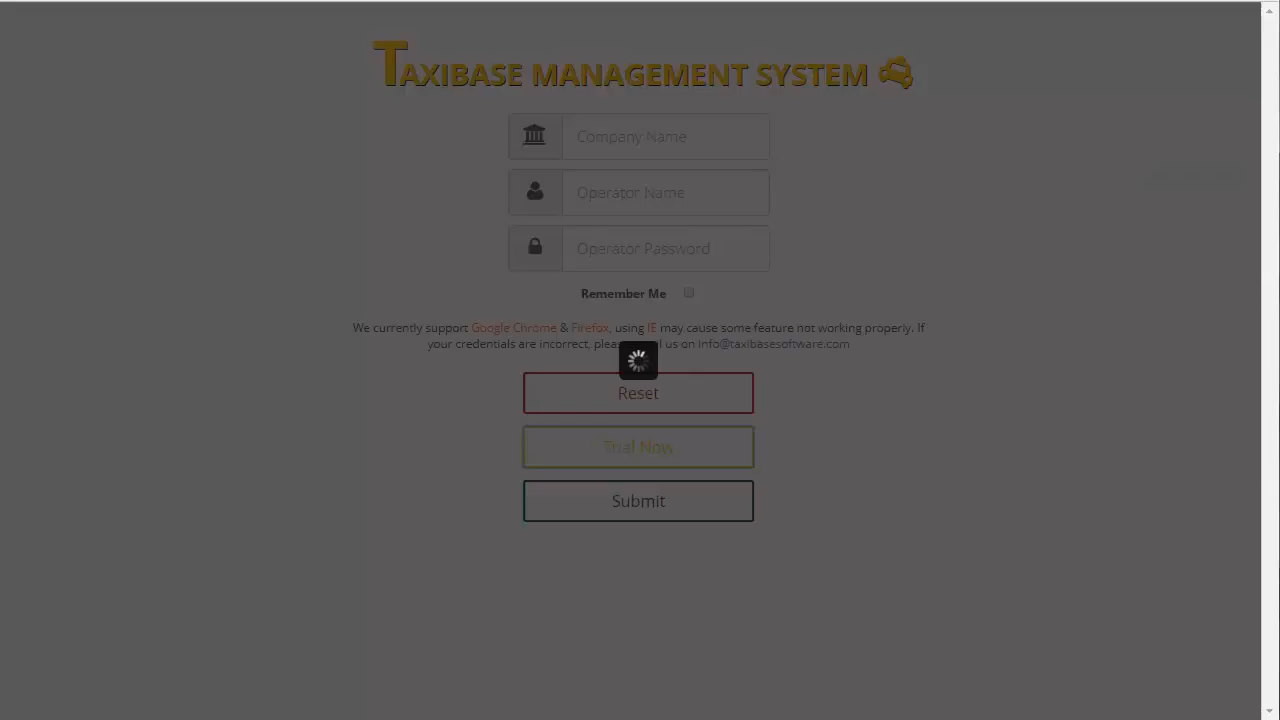 TAXIBASE MANAGEMENT SYSTEM
Company Name
Operator Name
Operator Password
Remember Me
We currently support Google Chrome & Firefox, using IE may cause some feature not working properly. If
your credentials are incorrect, us on info@taxibasesoftware.com
Reset
Trial Now
Submit